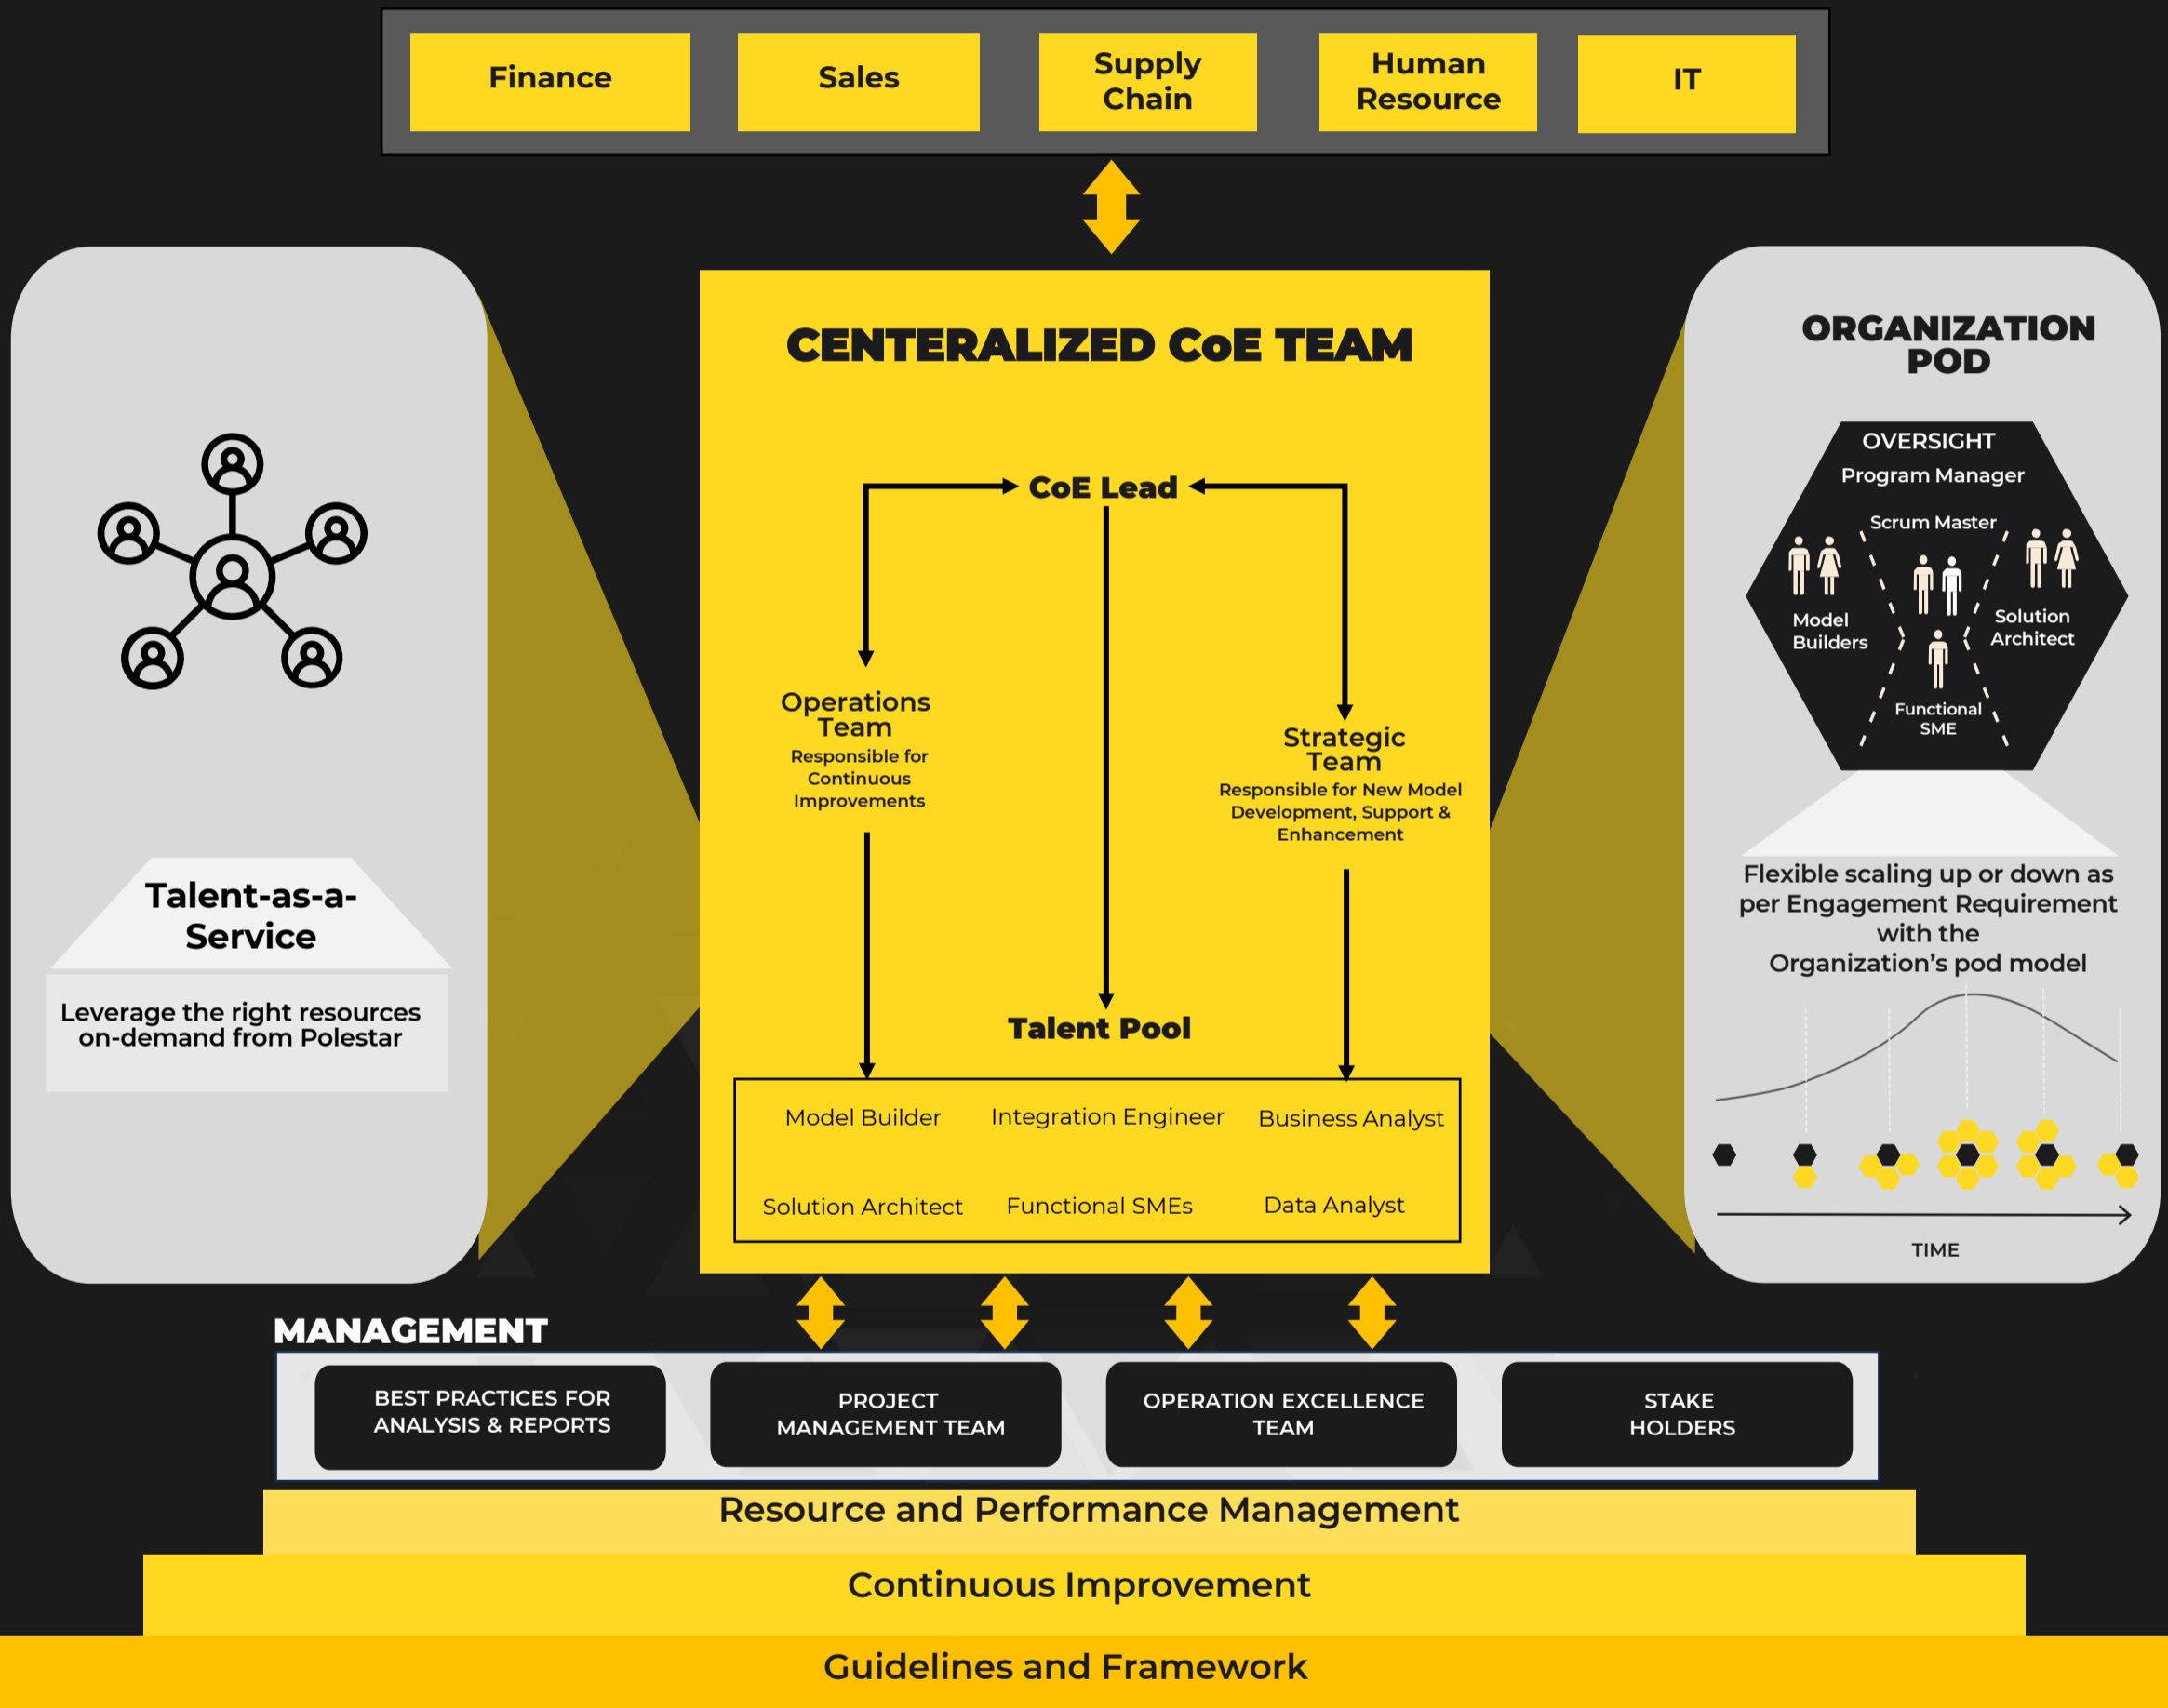 Finance
Sales
Supply
Chain
Human
Resource
IT
CENTERALIZED CoE TEAM
CoE Lead
Operations
Team
Responsible for
Continuous
Improvements
Strategic
Team
Responsible for New Model
Development, Support &
Enhancement
Talent Pool
Model Builder
Integration Engineer
Business Analyst
Solution Architect
Functional SMEs
Data Analyst
Talent-as-a-
Service
Leverage the right resources
on-demand from Polestar
ORGANIZATION
POD
OVERSIGHT
Program Manager
Scrum Master
Model
Builders
Solution
Architect
Functional
SME
Flexible scaling up or down as
per Engagement Requirement
with the
Organization's pod model
TIME
MANAGEMENT
BEST PRACTICES FOR
ANALYSIS & REPORTS
PROJECT
MANAGEMENT TEAM
OPERATION EXCELLENCE
TEAM
STAKE
HOLDERS
Resource and Performance Management
Continuous Improvement
Guidelines and Framework